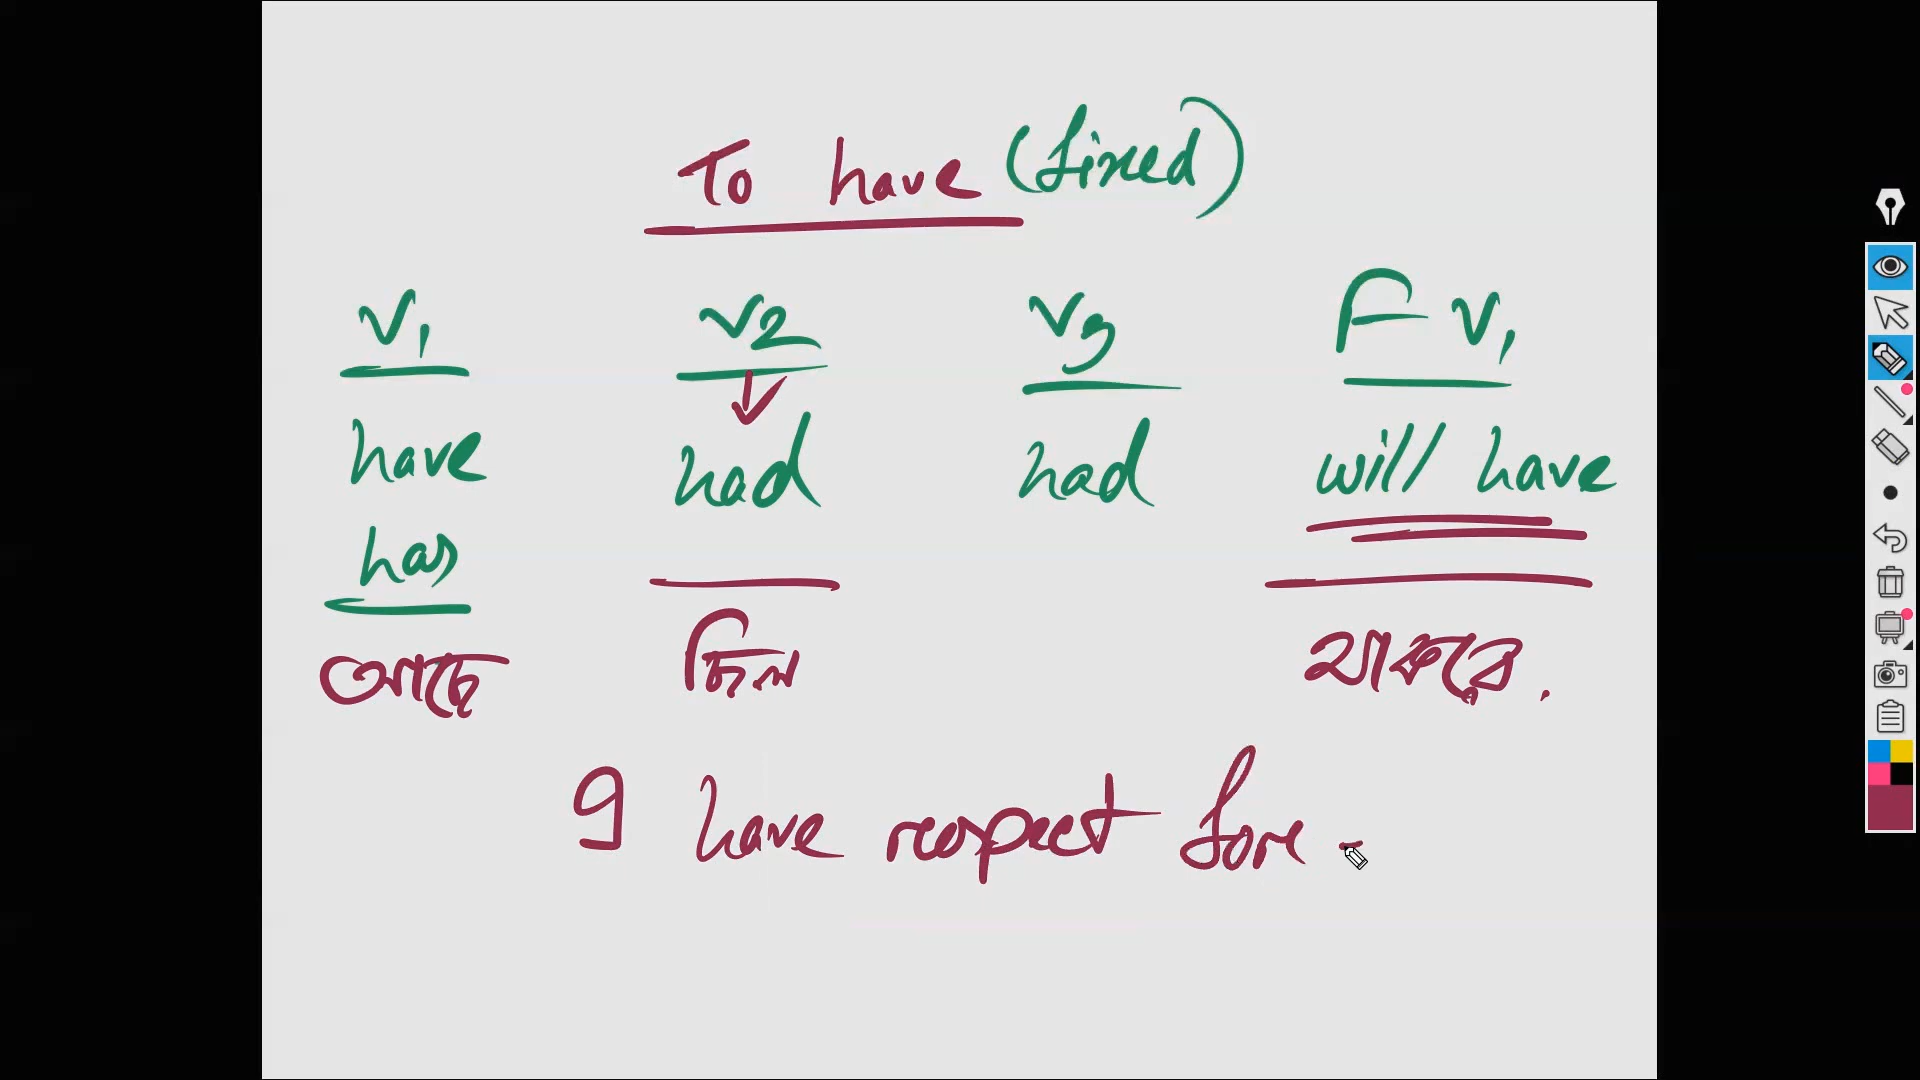 To have (fixed)
V1 V2 V3 F V1
have had had will have
has
আছে ছিল থাকবে.
I have respect for -